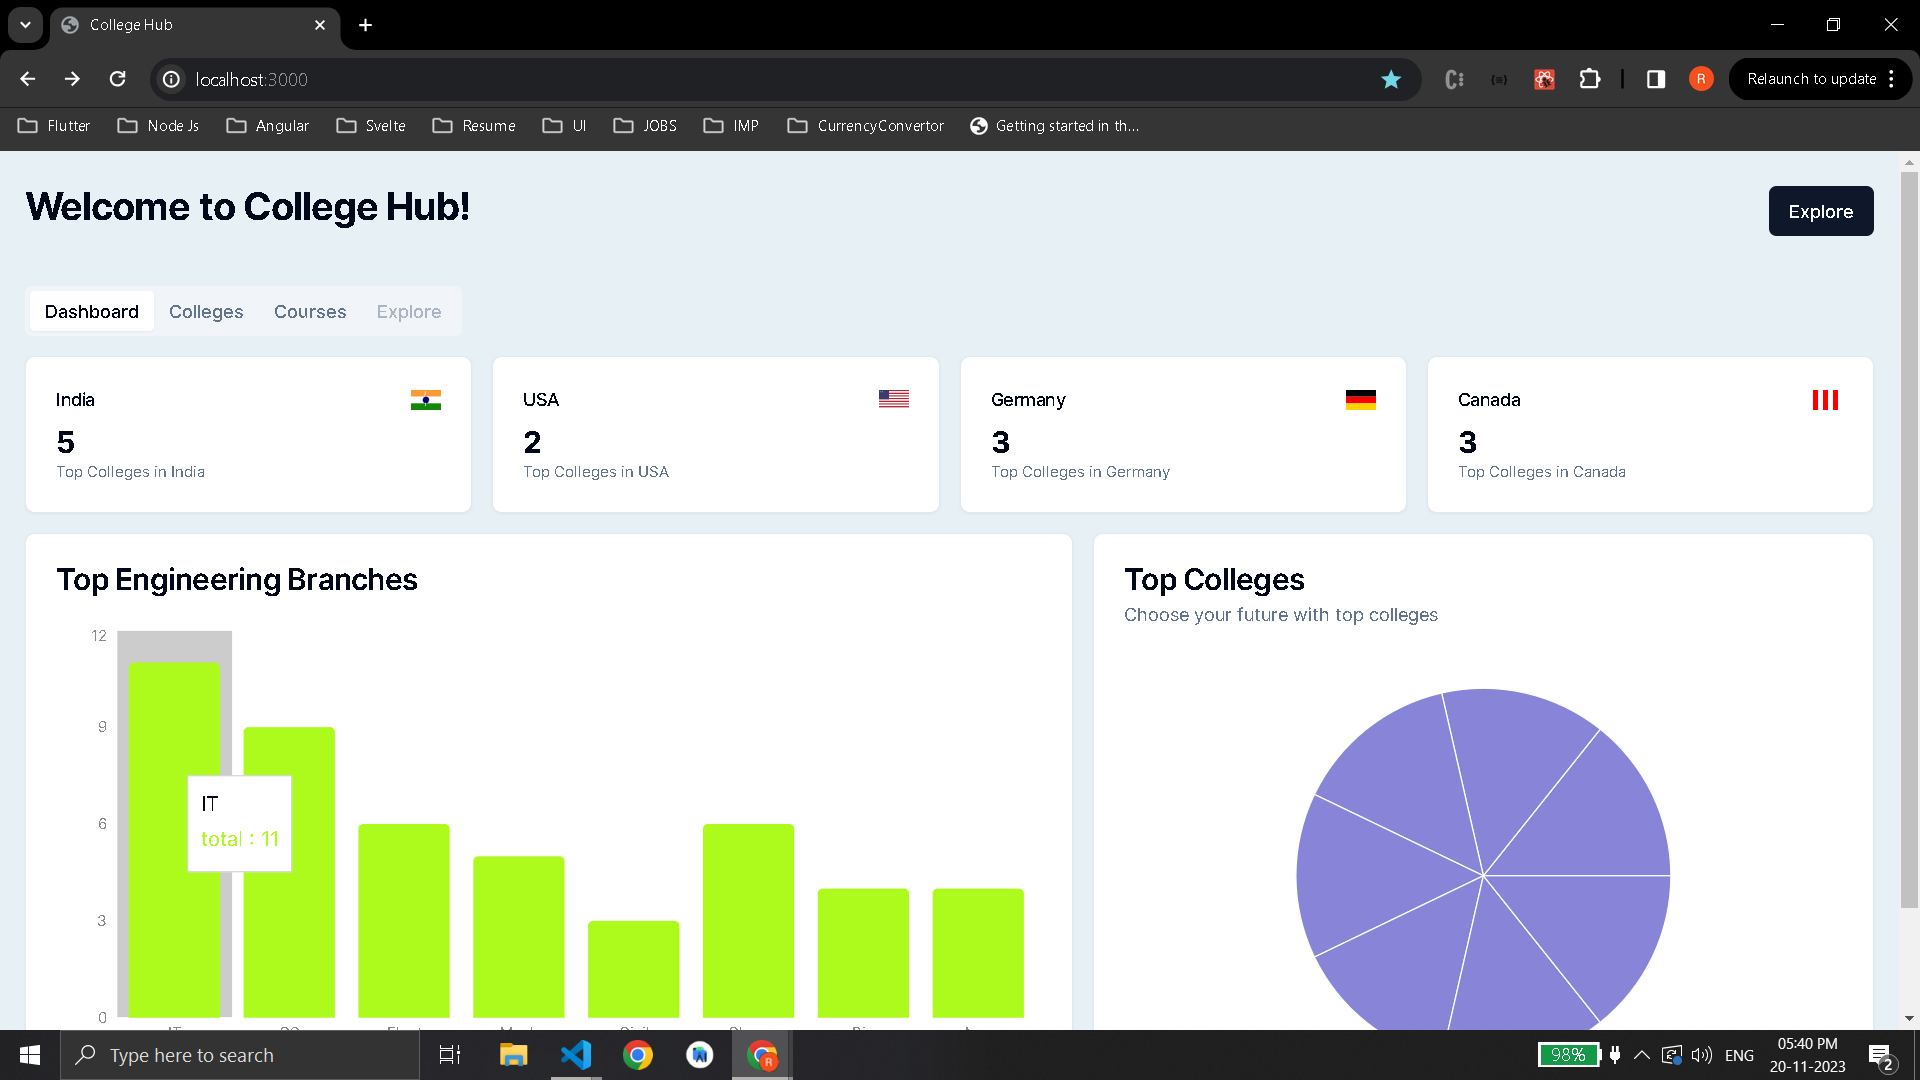 College Hub
localhost:3000
Relaunch to update
Flutter
Node Js
Angular
Svelte
Resume
UI
JOBS
IMP
CurrencyConvertor
Getting started in th...
Welcome to College Hub!
Explore
Dashboard
Colleges
Courses
Explore
India
5
Top Colleges in India
USA
2
Top Colleges in USA
Germany
3
Top Colleges in Germany
Canada
3
Top Colleges in Canada
Top Engineering Branches
12
9
6
3
0
IT
total : 11
Top Colleges
Choose your future with top colleges
Type here to search
98%
ENG
05:40 PM
20-11-2023
2